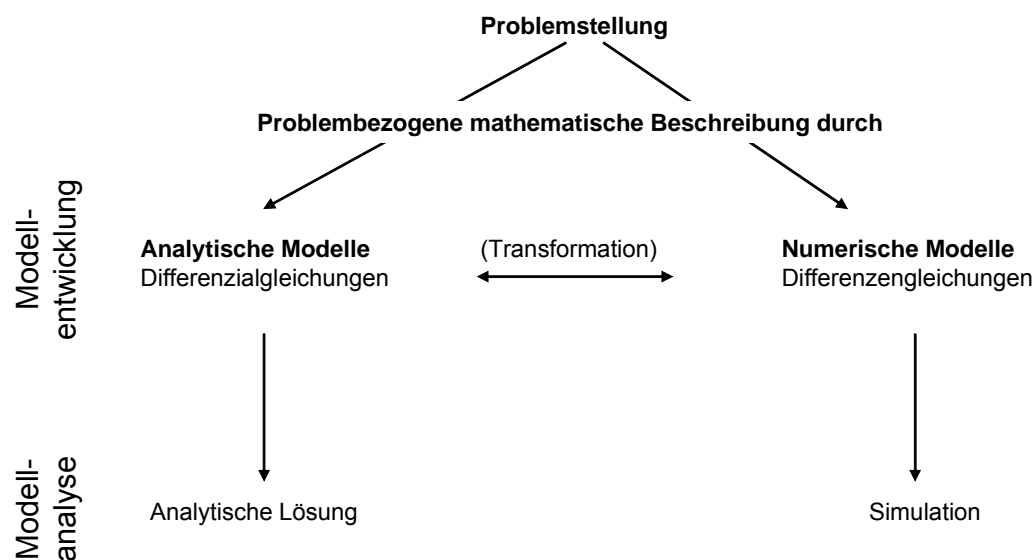 Problemstellung
Problembezogene mathematische Beschreibung durch
Modell-
entwicklung
Analytische Modelle
Differenzialgleichungen
(Transformation)
Numerische Modelle
Differenzengleichungen
Modell-
analyse
Analytische Lösung
Simulation